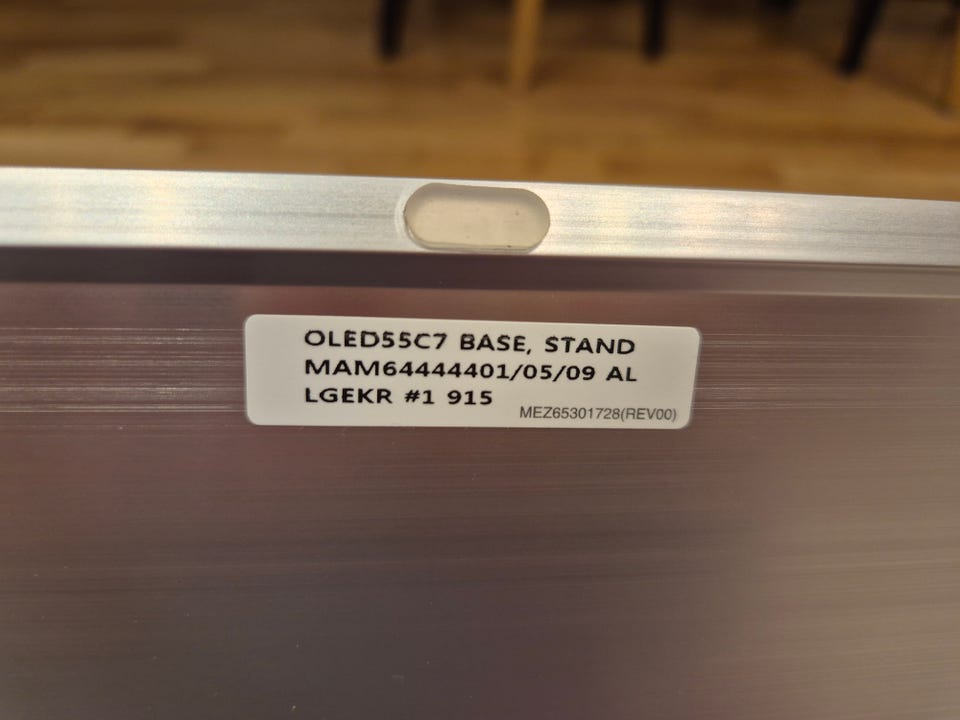 OLED55C7 BASE, STAND
MAM64444401/05/09 AL
LGEKR #1 915
MEZ65301728(REV00)